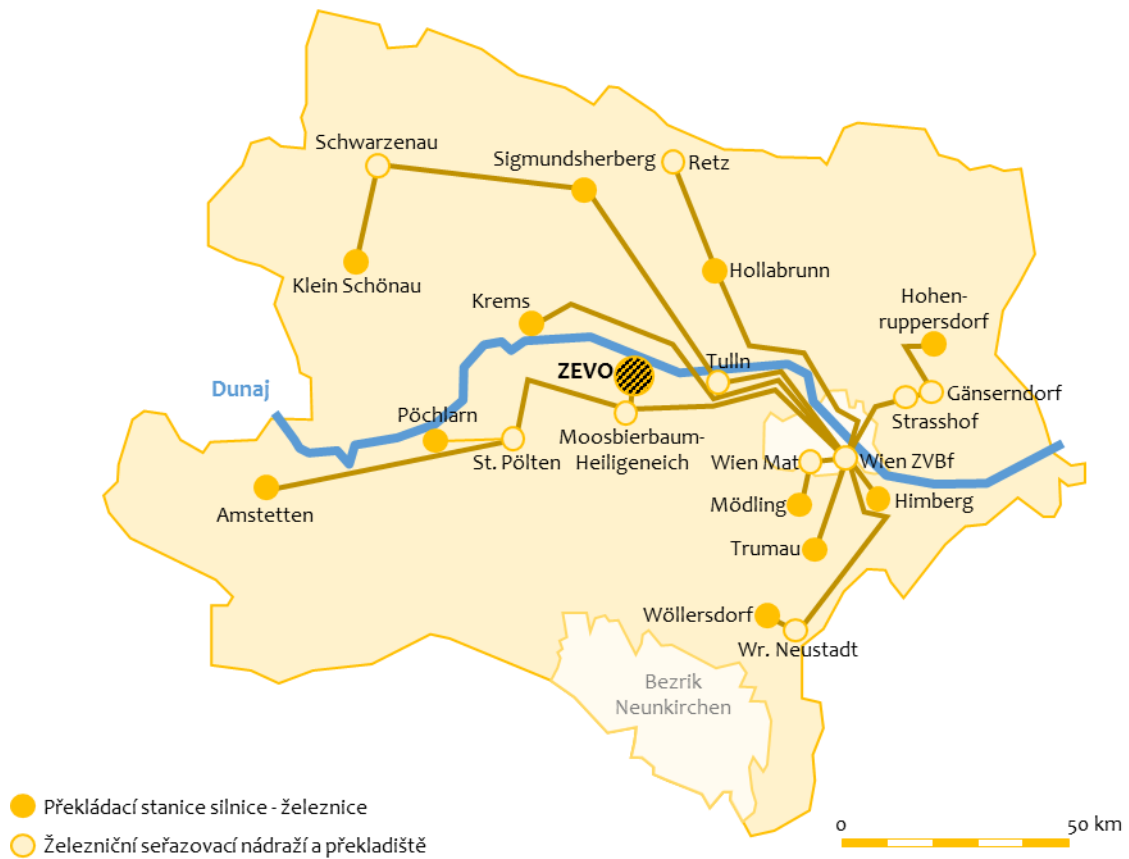 Schwarzenau
Sigmundsherberg
Retz
Klein Schönau
Hollabrunn
Krems
Hohen-
ruppersdorf
ZEVO
Tulln
Dunaj
Gänserndorf
Strasshof
Pöchlarn
St. Pölten
Moosbierbaum-
Heiligeneich
Wien Mat
Wien ZVBf
Amstetten
Mödling
Himberg
Trumau
Wöllersdorf
Wr. Neustadt
Bezrik
Neunkirchen
Překládací stanice silnice - železnice
Železniční seřazovací nádraží a překladiště
0
50 km